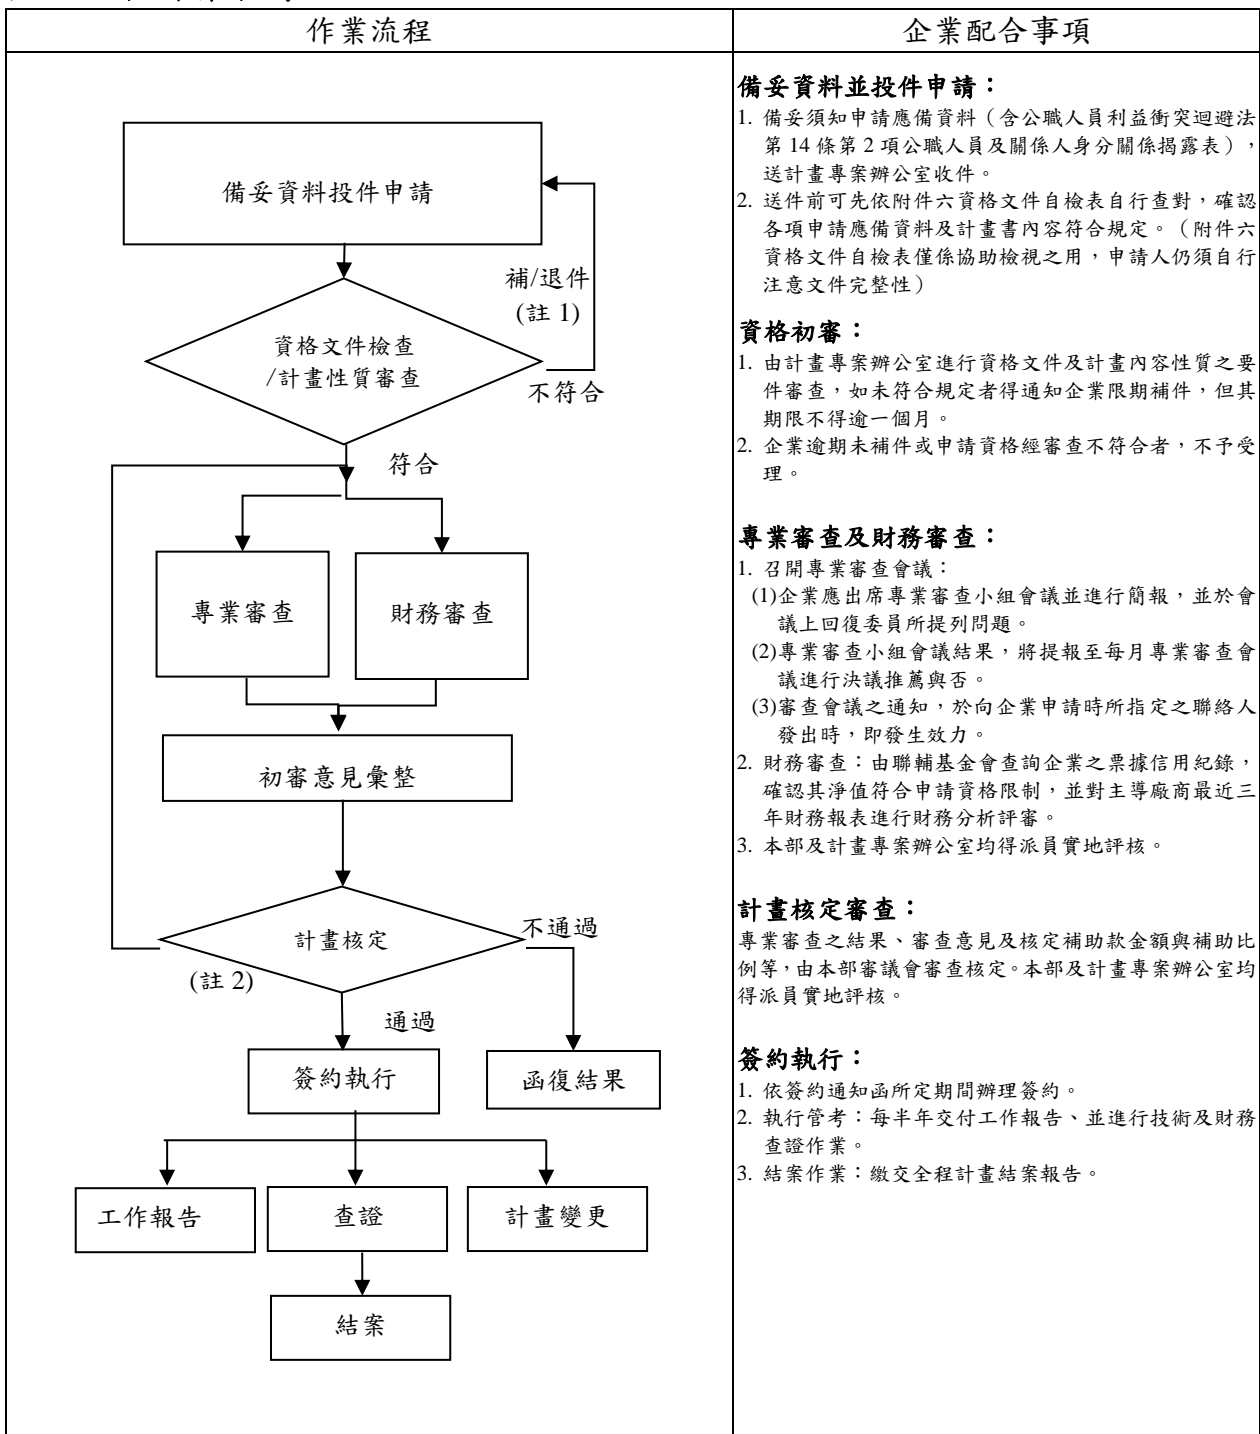 作業流程
企業配合事項
備妥資料投件申請
補/退件
(註 1)
資格文件檢查
/計畫性質審查
不符合
符合
專業審查
財務審查
初審意見彙整
計畫核定
不通過
(註 2)
通過
簽約執行
函復結果
工作報告
查證
計畫變更
結案
備妥資料並投件申請：
1. 備妥須知申請應備資料（含公職人員利益衝突迴避法
第 14 條第 2 項公職人員及關係人身分關係揭露表），
送計畫專案辦公室收件。
2. 送件前可先依附件六資格文件自檢表自行查對，確認
各項申請應備資料及計畫書內容符合規定。（附件六
資格文件自檢表僅係協助檢視之用，申請人仍須自行
注意文件完整性）
資格初審：
1. 由計畫專案辦公室進行資格文件及計畫內容性質之要
件審查，如未符合規定者得通知企業限期補件，但其
期限不得逾一個月。
2. 企業逾期未補件或申請資格經審查不符合者，不予受
理。
專業審查及財務審查：
1. 召開專業審查會議：
(1)企業應出席專業審查小組會議並進行簡報，並於會
議上回復委員所提列問題。
(2)專業審查小組會議結果，將提報至每月專業審查會
議進行決議推薦與否。
(3)審查會議之通知，於向企業申請時所指定之聯絡人
發出時，即發生效力。
2. 財務審查：由聯輔基金會查詢企業之票據信用紀錄，
確認其淨值符合申請資格限制，並對主導廠商最近三
年財務報表進行財務分析評審。
3. 本部及計畫專案辦公室均得派員實地評核。
計畫核定審查：
專業審查之結果、審查意見及核定補助款金額與補助比
例等，由本部審議會審查核定。本部及計畫專案辦公室均
得派員實地評核。
簽約執行：
1. 依簽約通知函所定期間辦理簽約。
2. 執行管考：每半年交付工作報告、並進行技術及財務
查證作業。
3. 結案作業：繳交全程計畫結案報告。